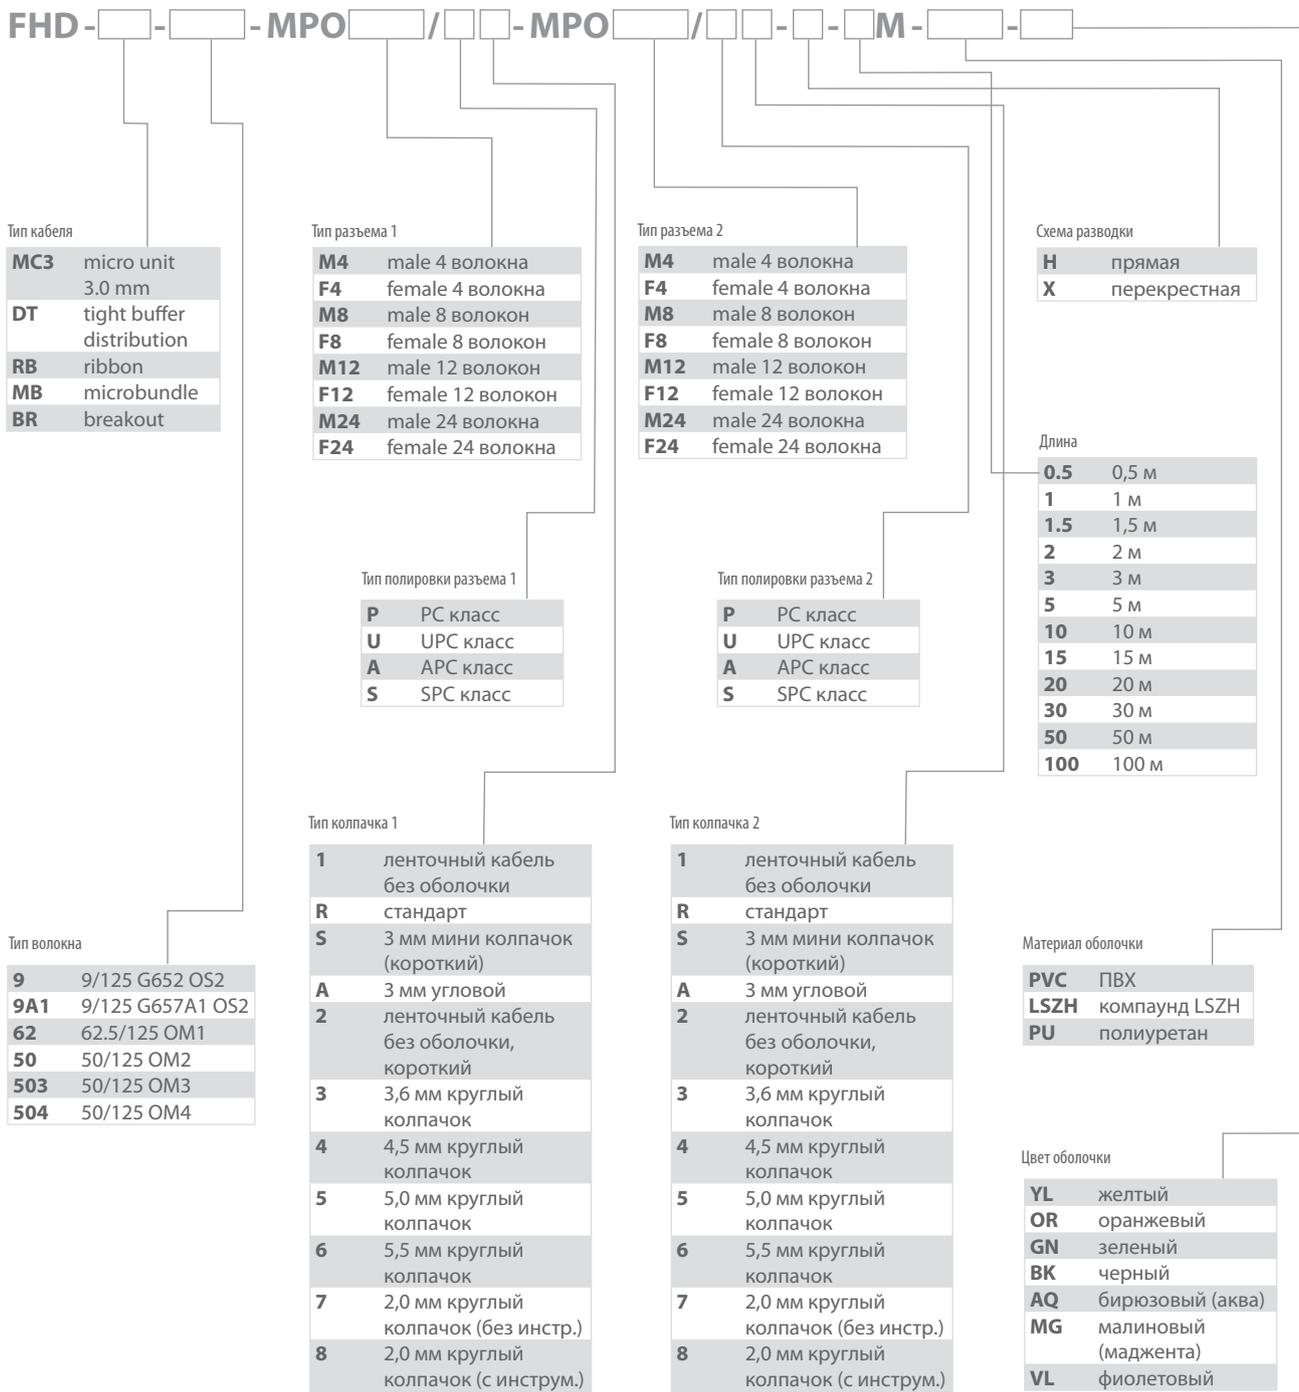 FHD - - - MPO / - MPO / - - M - -
Тип кабеля
MC3 micro unit
3.0 mm
DT tight buffer
distribution
RB ribbon
MB microbundle
BR breakout
Тип разъема 1
M4 male 4 волокна
F4 female 4 волокна
M8 male 8 волокон
F8 female 8 волокон
M12 male 12 волокон
F12 female 12 волокон
M24 male 24 волокна
F24 female 24 волокна
Тип разъема 2
M4 male 4 волокна
F4 female 4 волокна
M8 male 8 волокон
F8 female 8 волокон
M12 male 12 волокон
F12 female 12 волокон
M24 male 24 волокна
F24 female 24 волокна
Схема разводки
H прямая
X перекрестная
Длина
0.5 0,5 м
1 1 м
1.5 1,5 м
2 2 м
3 3 м
5 5 м
10 10 м
15 15 м
20 20 м
30 30 м
50 50 м
100 100 м
Тип полировки разъема 1
P PC класс
U UPC класс
A APC класс
S SPC класс
Тип полировки разъема 2
P PC класс
U UPC класс
A APC класс
S SPC класс
Тип волокна
9 9/125 G652 OS2
9A1 9/125 G657A1 OS2
62 62.5/125 OM1
50 50/125 OM2
503 50/125 OM3
504 50/125 OM4
Тип колпачка 1
1 ленточный кабель
без оболочки
R стандарт
S 3 мм мини колпачок
(короткий)
A 3 мм угловой
2 ленточный кабель
без оболочки,
короткий
3 3,6 мм круглый
колпачок
4 4,5 мм круглый
колпачок
5 5,0 мм круглый
колпачок
6 5,5 мм круглый
колпачок
7 2,0 мм круглый
колпачок (без инстр.)
8 2,0 мм круглый
колпачок (с инструм.)
Тип колпачка 2
1 ленточный кабель
без оболочки
R стандарт
S 3 мм мини колпачок
(короткий)
A 3 мм угловой
2 ленточный кабель
без оболочки,
короткий
3 3,6 мм круглый
колпачок
4 4,5 мм круглый
колпачок
5 5,0 мм круглый
колпачок
6 5,5 мм круглый
колпачок
7 2,0 мм круглый
колпачок (без инстр.)
8 2,0 мм круглый
колпачок (с инструм.)
Материал оболочки
PVC ПВХ
LSZH компаунд LSZH
PU полиуретан
Цвет оболочки
YL желтый
OR оранжевый
GN зеленый
BK черный
AQ бирюзовый (аква)
MG малиновый
(маджента)
VL фиолетовый